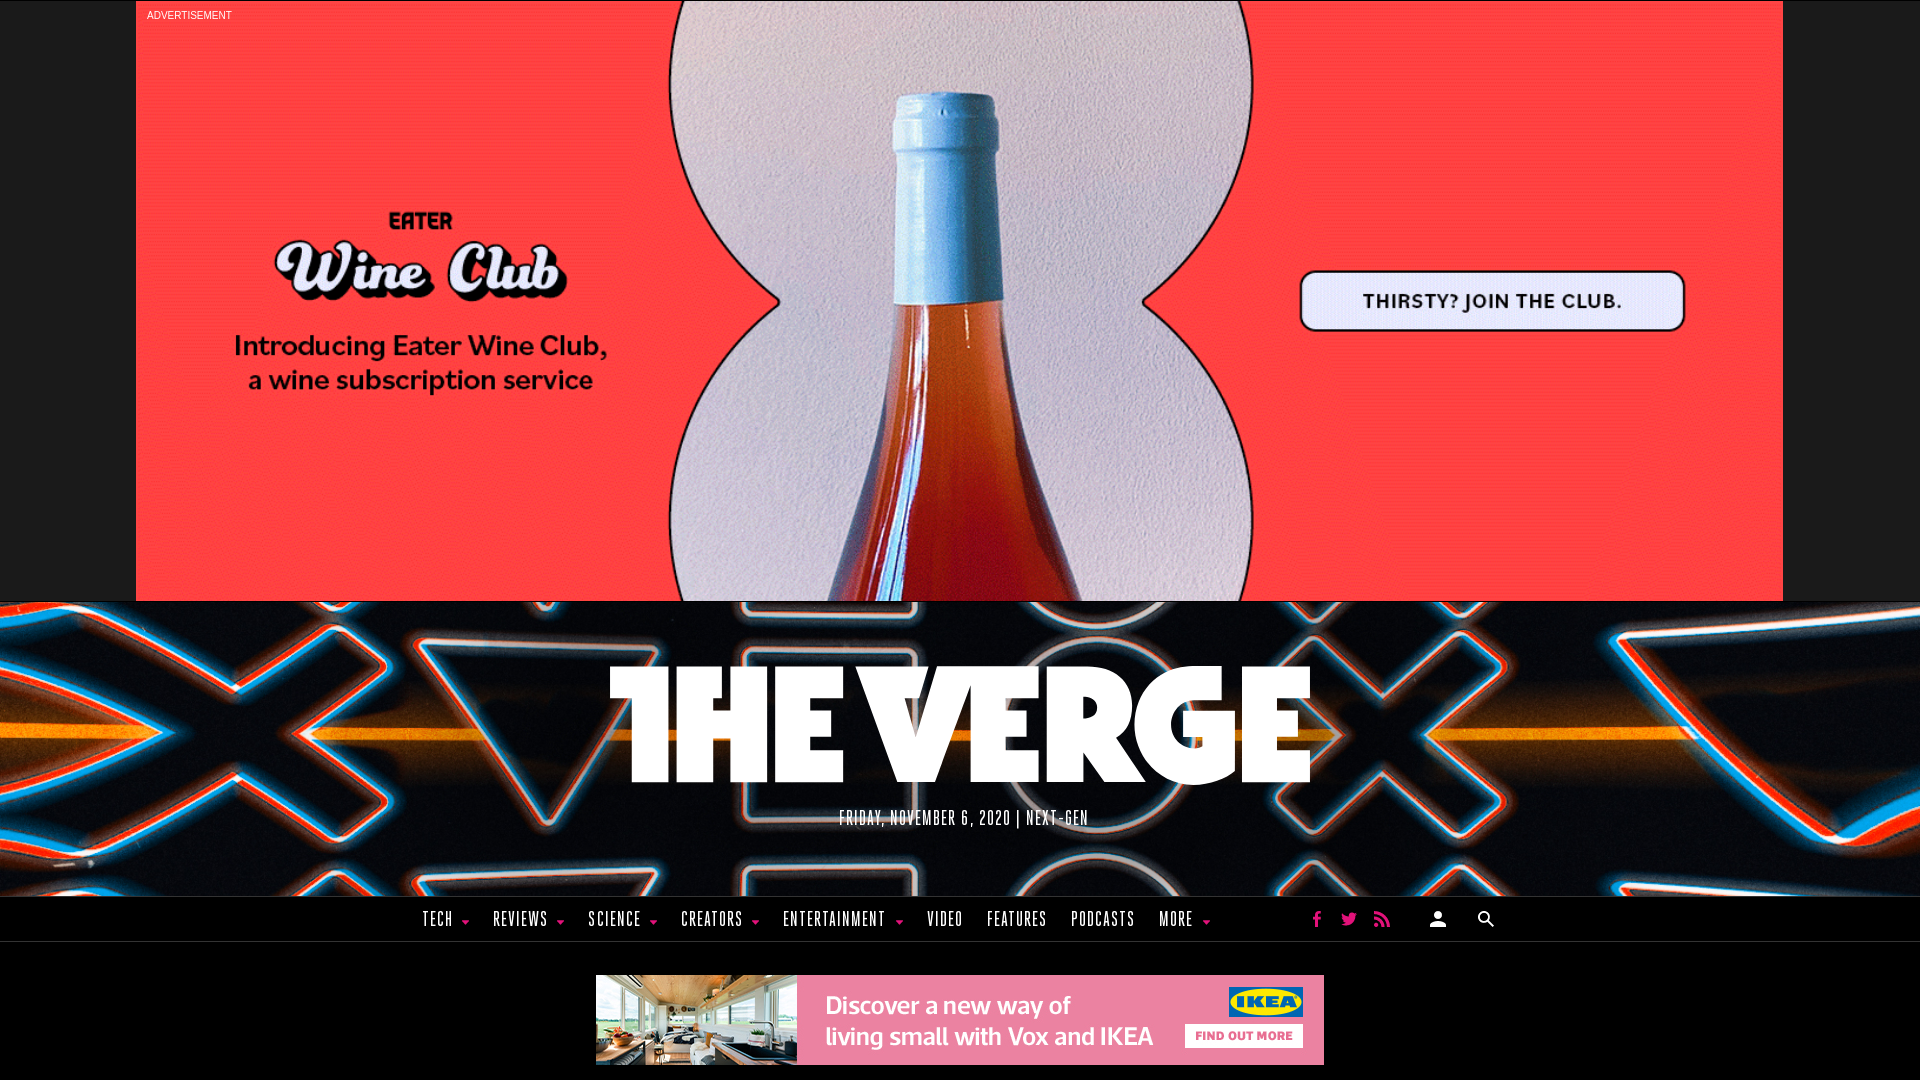 ADVERTISEMENT
EATER
Wine Club
Introducing Eater Wine Club,
a wine subscription service
THIRSTY? JOIN THE CLUB.
THE VERGE
FRIDAY, NOVEMBER 6, 2020 | NEXT-GEN
TECH REVIEWS SCIENCE CREATORS ENTERTAINMENT VIDEO FEATURES PODCASTS MORE
Discover a new way of
living small with Vox and IKEA
IKEA
FIND OUT MORE